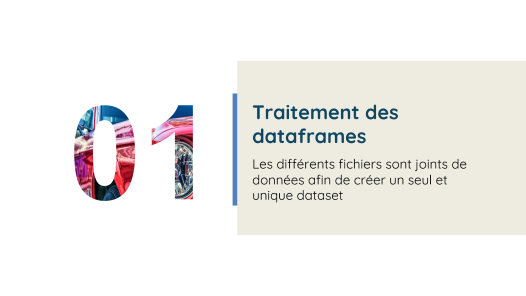 01
Traitement des
dataframes
Les différents fichiers sont joints de
données afin de créer un seul et
unique dataset